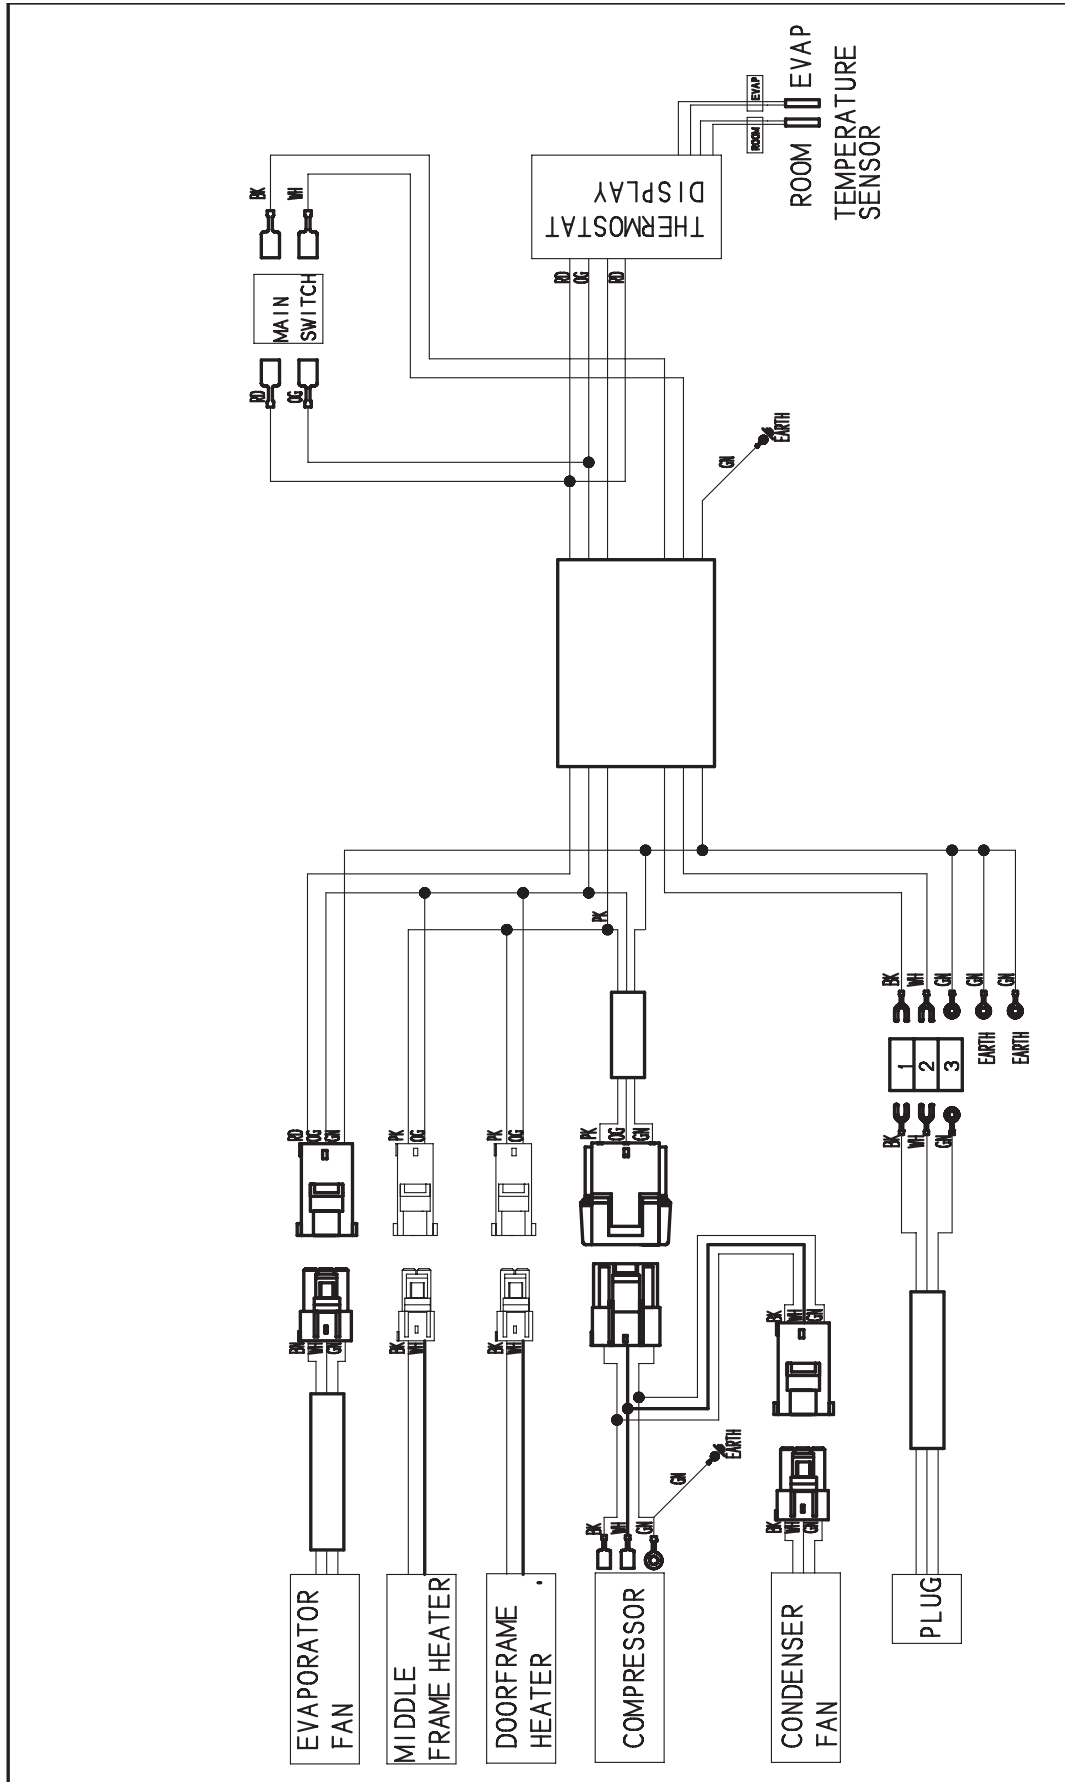 EVAP
ROOM
TEMPERATURE
SENSOR
EVAP
ROOM
THERMOSTAT
DISPLAY
RD
OG
RD
BK
WH
MAIN
SWITCH
RD
OG
GN
EARTH
PK
BK
WH
GN
GN
GN
EARTH
EARTH
1
2
3
BK
WH
GN
RD
OG
GN
PK
OG
PK
OG
PK
OG
GN
BN
WH
GN
BK
WH
BK
WH
BK
WH
GN
BK
WH
GN
GN
EARTH
BK
WH
GN
EVAPORATOR
FAN
MIDDLE
FRAME HEATER
DOORFRAME
HEATER
COMPRESSOR
CONDENSER
FAN
PLUG